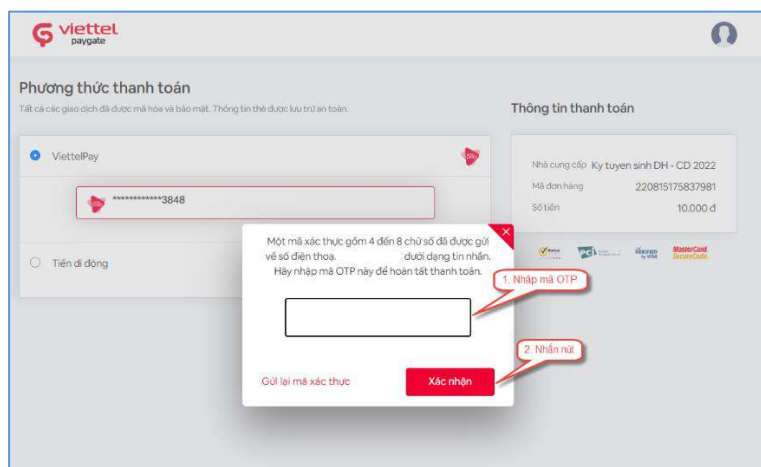 viettel
paygate
Phương thức thanh toán
Tất cả các giao dịch đã được mã hóa và bảo mật. Thông tin thẻ được lưu trữ an toàn.
Thông tin thanh toán
ViettelPay
************3848
Nhà cung cấp Ky tuyen sinh DH - CD 2022
Mã đơn hàng 220815175837981
Số tiền 10.000 đ
Tiền di động
Một mã xác thực gồm 4 đến 8 chữ số đã được gửi
về số điện thoạ. dưới dạng tin nhắn.
Hãy nhập mã OTP này để hoàn tất thanh toán.
PCI
VERIFIED
by VISA
MasterCard.
SecureCode.
1. Nhập mã OTP
2. Nhấn nút
Gửi lại mã xác thực
Xác nhận